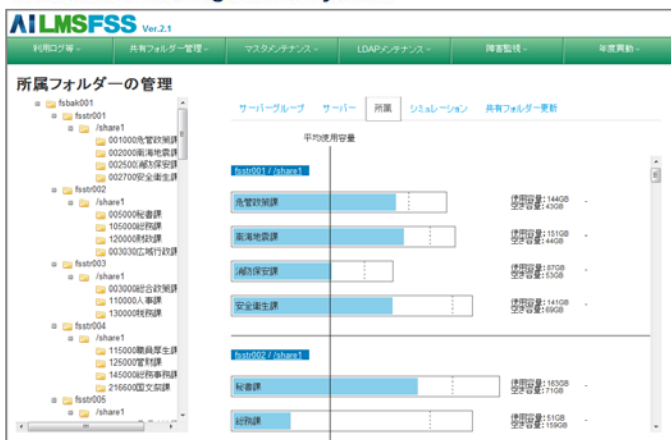 AILMSFSS Ver.2.1
利用ログ等 共有フォルダー管理 マスタメンテナンス LDAPメンテナンス 障害監視 年度異動
所属フォルダーの管理
fsbak001
fsstr001
/share1
001000危管政策課
002000南海地震課
002500消防保安課
002700安全衛生課
fsstr002
/share1
005000秘書課
105000総務課
120000財政課
003030広域行政課
fsstr003
/share1
003000総合政策課
110000人事課
130000税務課
fsstr004
/share1
115000職員厚生課
125000管財課
145000総務事務課
216600国文祭課
fsstr005
/share1
サーバーグループ サーバー 所属 シミュレーション 共有フォルダー更新
平均使用容量
fsstr001 / /share1
危管政策課
使用容量:144GB
空き容量:43GB
-
南海地震課
使用容量:151GB
空き容量:44GB
-
消防保安課
使用容量:87GB
空き容量:53GB
-
安全衛生課
使用容量:141GB
空き容量:69GB
-
fsstr002 / /share1
秘書課
使用容量:163GB
空き容量:71GB
-
総務課
使用容量:51GB
空き容量:159GB
-